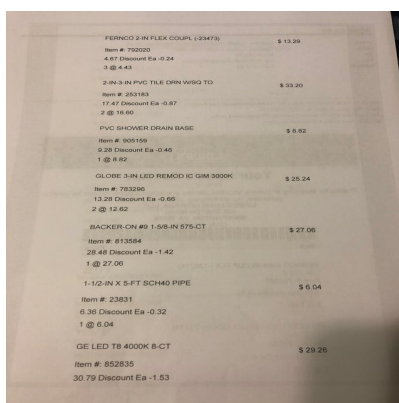 FERNCO 2-IN FLEX COUPL (-23473) $ 13.29
Item #: 792020
4.67 Discount Ea -0.24
3 @ 4.43
2-IN-3-IN PVC TILE DRN W/SQ TO $ 33.20
Item #: 253183
17.47 Discount Ea -0.87
2 @ 16.60
PVC SHOWER DRAIN BASE $ 8.82
Item #: 905159
9.28 Discount Ea -0.46
1 @ 8.82
GLOBE 3-IN LED REMOD IC GIM 3000K $ 25.24
Item #: 783296
13.28 Discount Ea -0.66
2 @ 12.62
BACKER-ON #9 1-5/8-IN 575-CT $ 27.06
Item #: 813584
28.48 Discount Ea -1.42
1 @ 27.06
1-1/2-IN X 5-FT SCH40 PIPE $ 6.04
Item #: 23831
6.36 Discount Ea -0.32
1 @ 6.04
GE LED T8 4000K 8-CT $ 29.26
Item #: 852835
30.79 Discount Ea -1.53